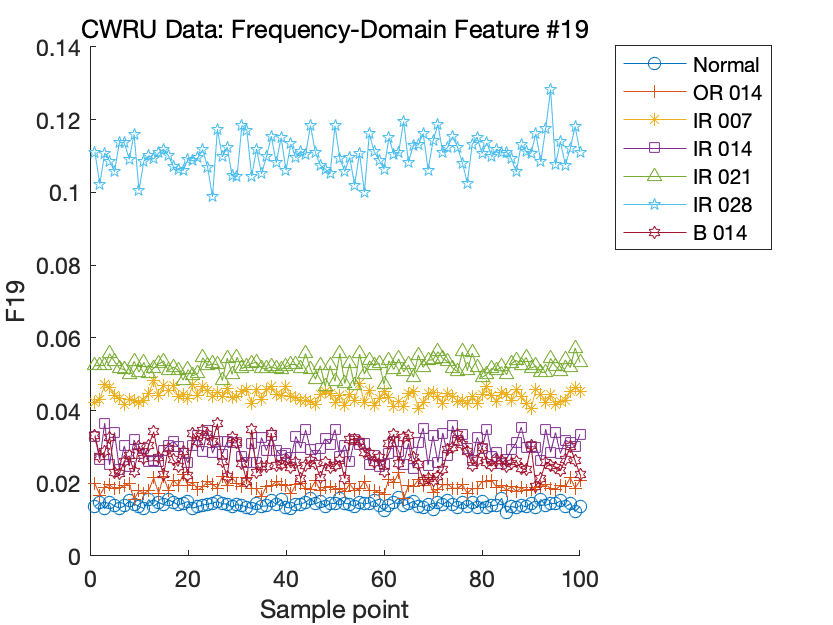 CWRU Data: Frequency-Domain Feature #19
0.14
0.12
0.1
0.08
0.06
0.04
0.02
0
F19
0 20 40 60 80 100
Sample point
Normal
OR 014
IR 007
IR 014
IR 021
IR 028
B 014